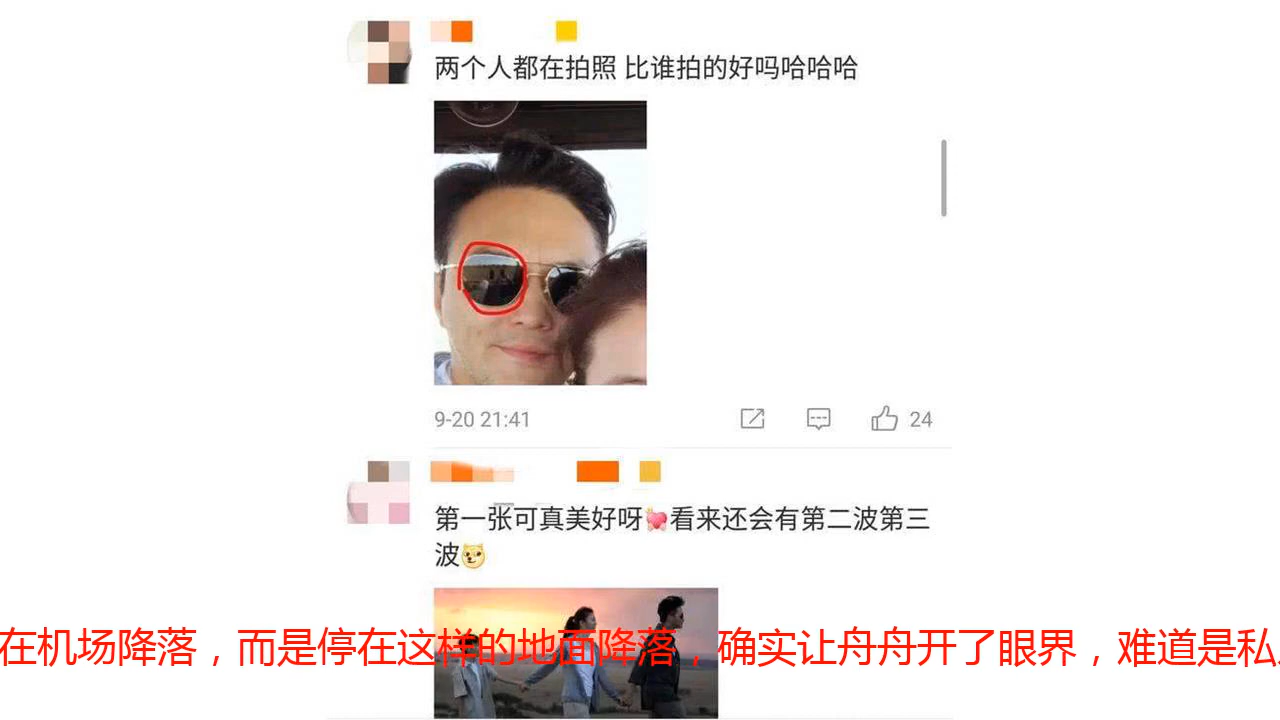 两个人都在拍照 比谁拍的好吗哈哈哈
9-20 21:41
24
第一张可真美好呀💘看来还会有第二波第三
波
在机场降落，而是停在这样的地面降落，确实让舟舟开了眼界，难道是私